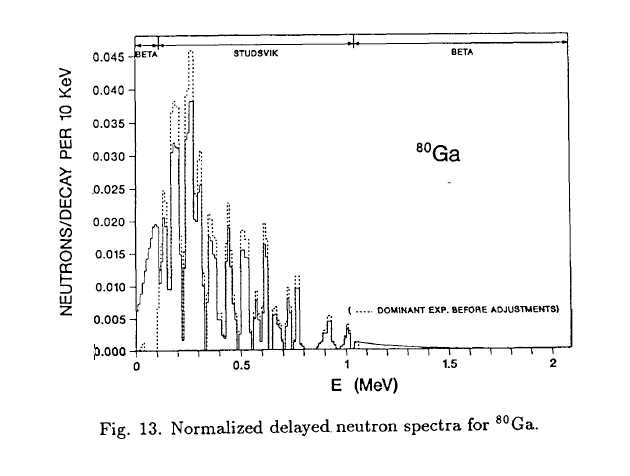 BETA STUDSVIK BETA
0.045
0.040
0.035
0.030
0.025
0.020
0.015
0.010
0.005
0.000
NEUTRONS/DECAY PER 10 KeV
⁸⁰Ga
( ---- DOMINANT EXP. BEFORE ADJUSTMENTS)
0 0.5 1 1.5 2
E (MeV)
Fig. 13. Normalized delayed neutron spectra for ⁸⁰Ga.